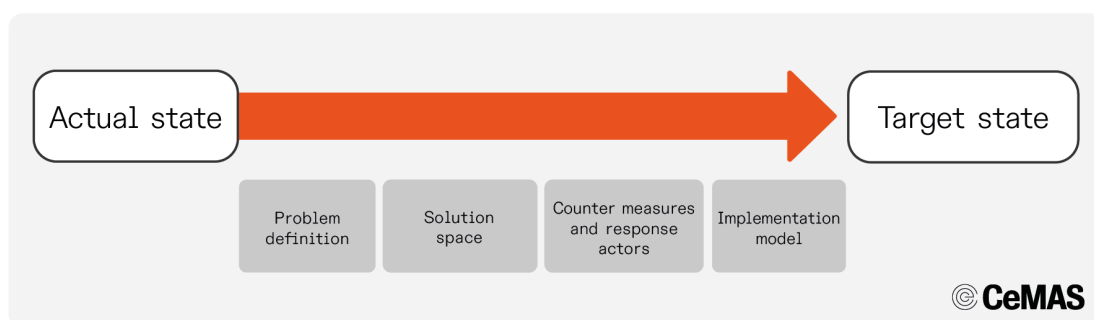 Actual state
Target state
Problem
definition
Solution
space
Counter measures
and response
actors
Implementation
model
CeMAS